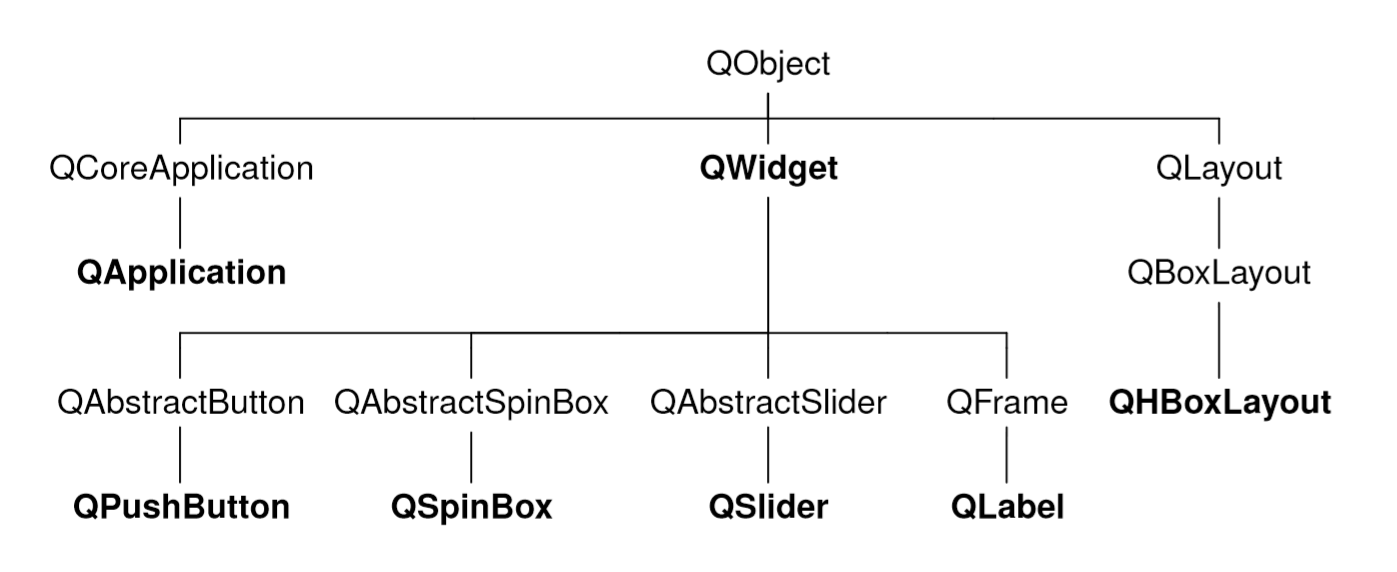 QObject
QCoreApplication QWidget QLayout
QApplication QBoxLayout
QAbstractButton QAbstractSpinBox QAbstractSlider QFrame QHBoxLayout
QPushButton QSpinBox QSlider QLabel